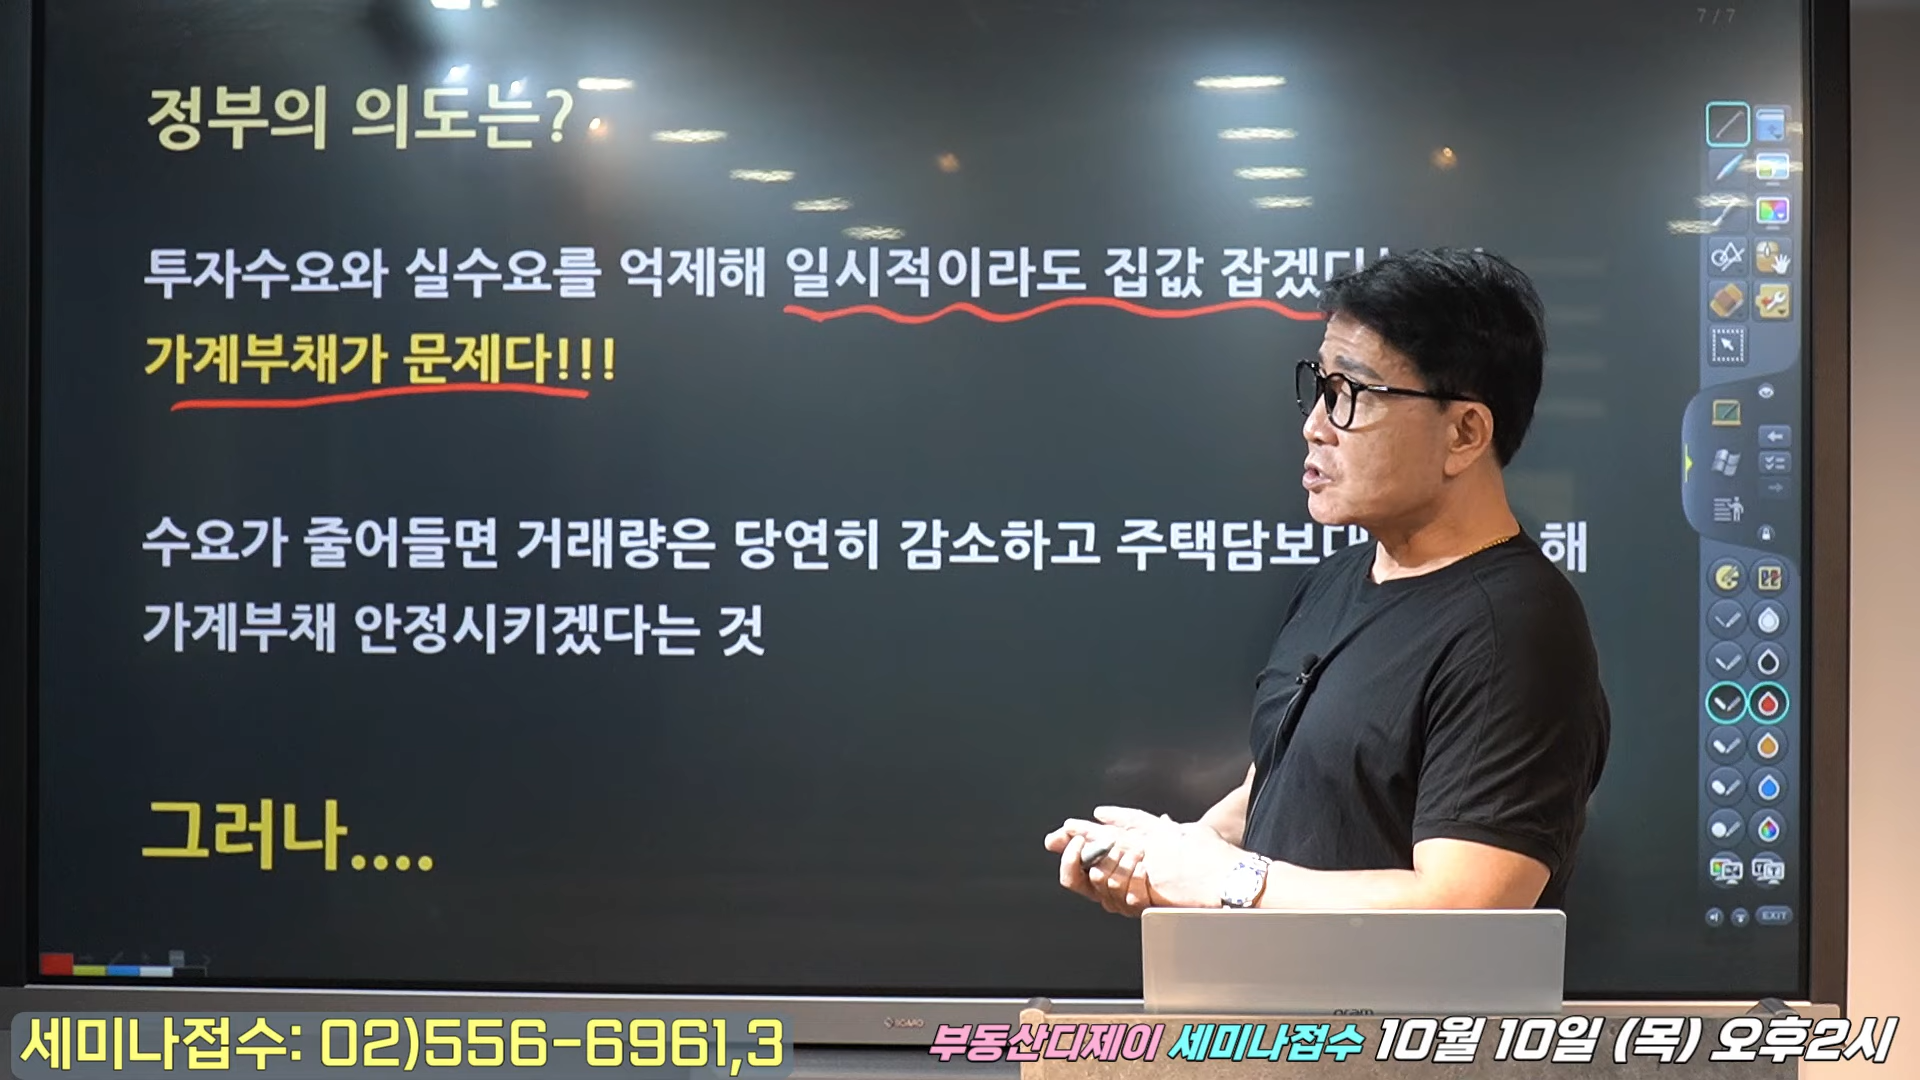 7 / 7
정부의 의도는?
투자수요와 실수요를 억제해 일시적이라도 집값 잡겠다
가계부채가 문제다!!!
수요가 줄어들면 거래량은 당연히 감소하고 주택담보대 해
가계부채 안정시키겠다는 것
그러나....
EXIT
세미나접수: 02)556-6961,3
부동산디제이 세미나접수 10월 10일 (목) 오후2시